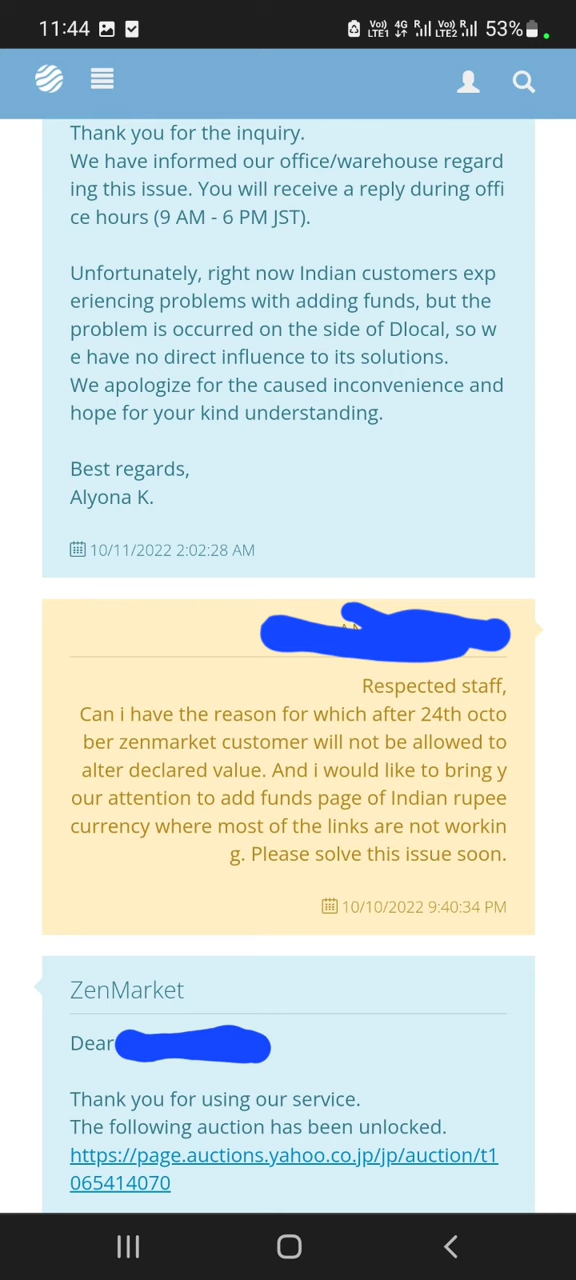 11:44 Vo) LTE1 4G R Vo) LTE2 R 53%
Thank you for the inquiry.
We have informed our office/warehouse regard
ing this issue. You will receive a reply during offi
ce hours (9 AM - 6 PM JST).
Unfortunately, right now Indian customers exp
eriencing problems with adding funds, but the
problem is occurred on the side of Dlocal, so w
e have no direct influence to its solutions.
We apologize for the caused inconvenience and
hope for your kind understanding.
Best regards,
Alyona K.
10/11/2022 2:02:28 AM
Respected staff,
Can i have the reason for which after 24th octo
ber zenmarket customer will not be allowed to
alter declared value. And i would like to bring y
our attention to add funds page of Indian rupee
currency where most of the links are not workin
g. Please solve this issue soon.
10/10/2022 9:40:34 PM
ZenMarket
Dear
Thank you for using our service.
The following auction has been unlocked.
https://page.auctions.yahoo.co.jp/jp/auction/t1
065414070